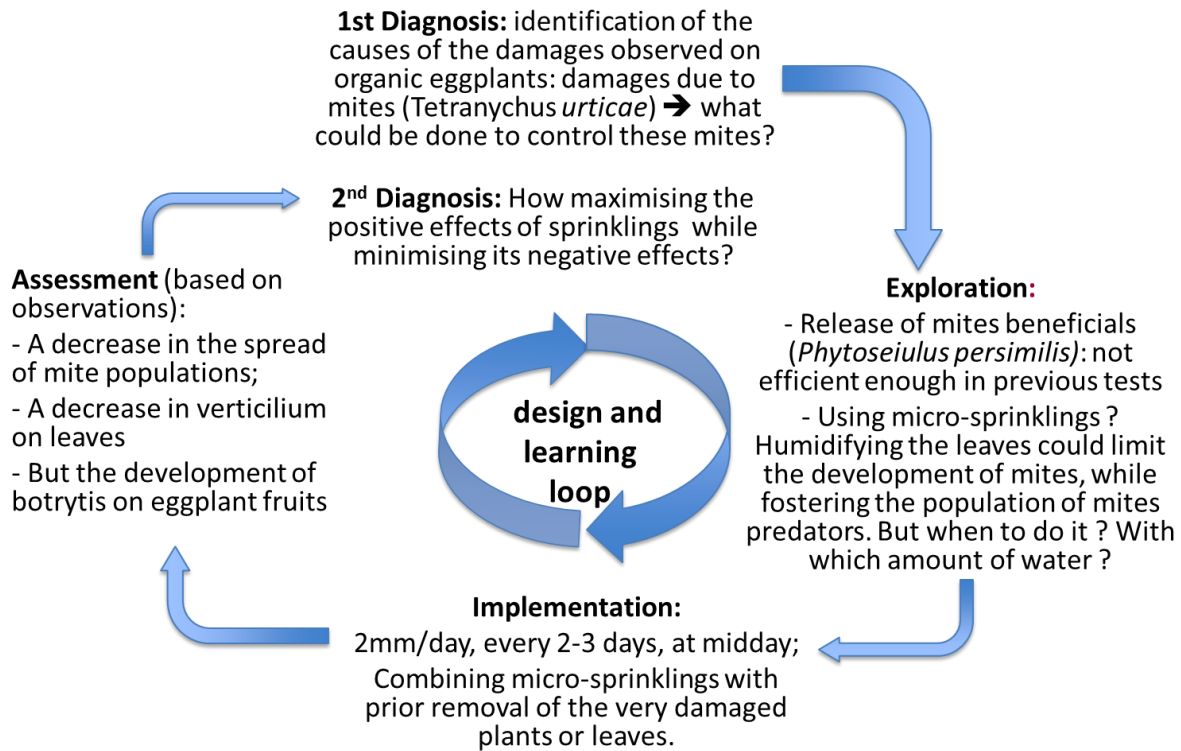 1st Diagnosis: identification of the
causes of the damages observed on
organic eggplants: damages due to
mites (Tetranychus urticae) ➔ what
could be done to control these mites?
2nd Diagnosis: How maximising the
positive effects of sprinklings while
minimising its negative effects?
Exploration:
- Release of mites beneficials
(Phytoseiulus persimilis): not
efficient enough in previous tests
- Using micro-sprinklings ?
Humidifying the leaves could limit
the development of mites, while
fostering the population of mites
predators. But when to do it ? With
which amount of water ?
Implementation:
2mm/day, every 2-3 days, at midday;
Combining micro-sprinklings with
prior removal of the very damaged
plants or leaves.
Assessment (based on
observations):
- A decrease in the spread
of mite populations;
- A decrease in verticilium
on leaves
- But the development of
botrytis on eggplant fruits
design and
learning
loop